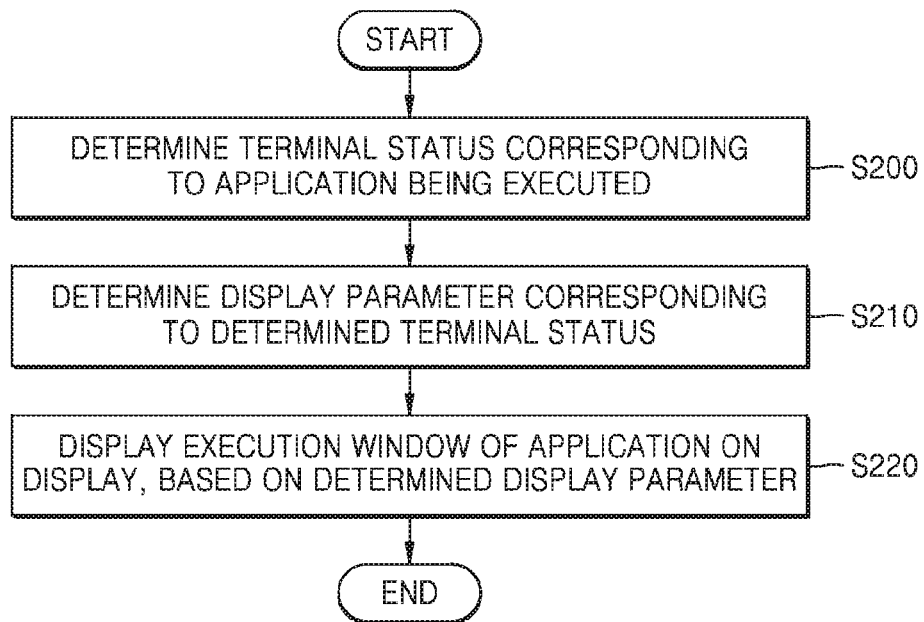 START
DETERMINE TERMINAL STATUS CORRESPONDING
TO APPLICATION BEING EXECUTED
S200
DETERMINE DISPLAY PARAMETER CORRESPONDING
TO DETERMINED TERMINAL STATUS
S210
DISPLAY EXECUTION WINDOW OF APPLICATION ON
DISPLAY, BASED ON DETERMINED DISPLAY PARAMETER
S220
END